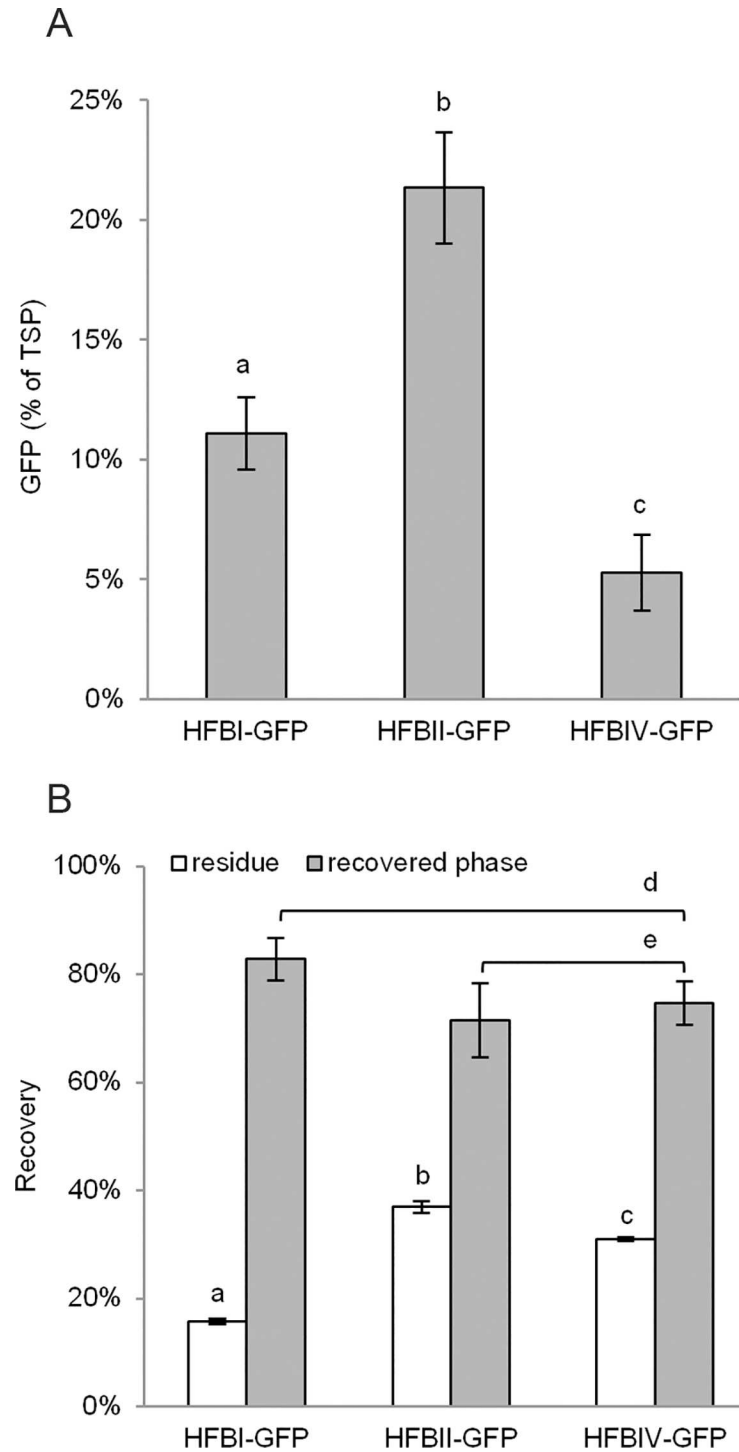 A
25%
20%
15%
10%
5%
0%
GFP (% of TSP)
a
b
c
HFBI-GFP HFBII-GFP HFBIV-GFP
B
residue recovered phase
100%
80%
60%
40%
20%
0%
Recovery
d
e
a
b
c
HFBI-GFP HFBII-GFP HFBIV-GFP